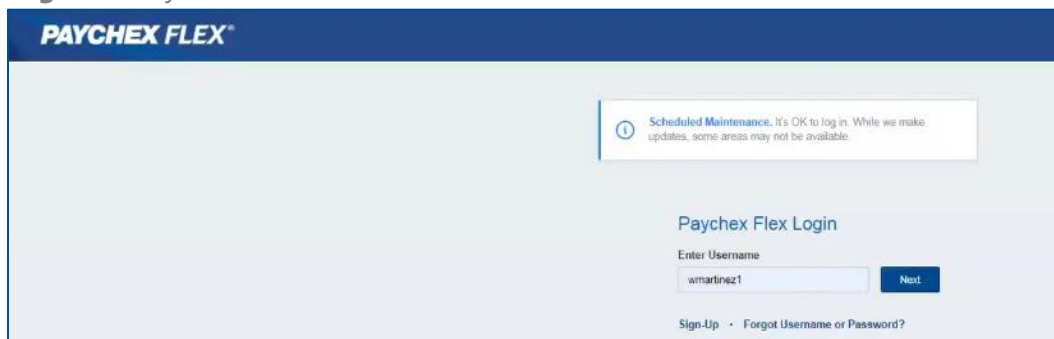 PAYCHEX FLEX®
Scheduled Maintenance. It's OK to log in. While we make
updates, some areas may not be available.
Paychex Flex Login
Enter Username
wmartinez1
Next
Sign-Up • Forgot Username or Password?